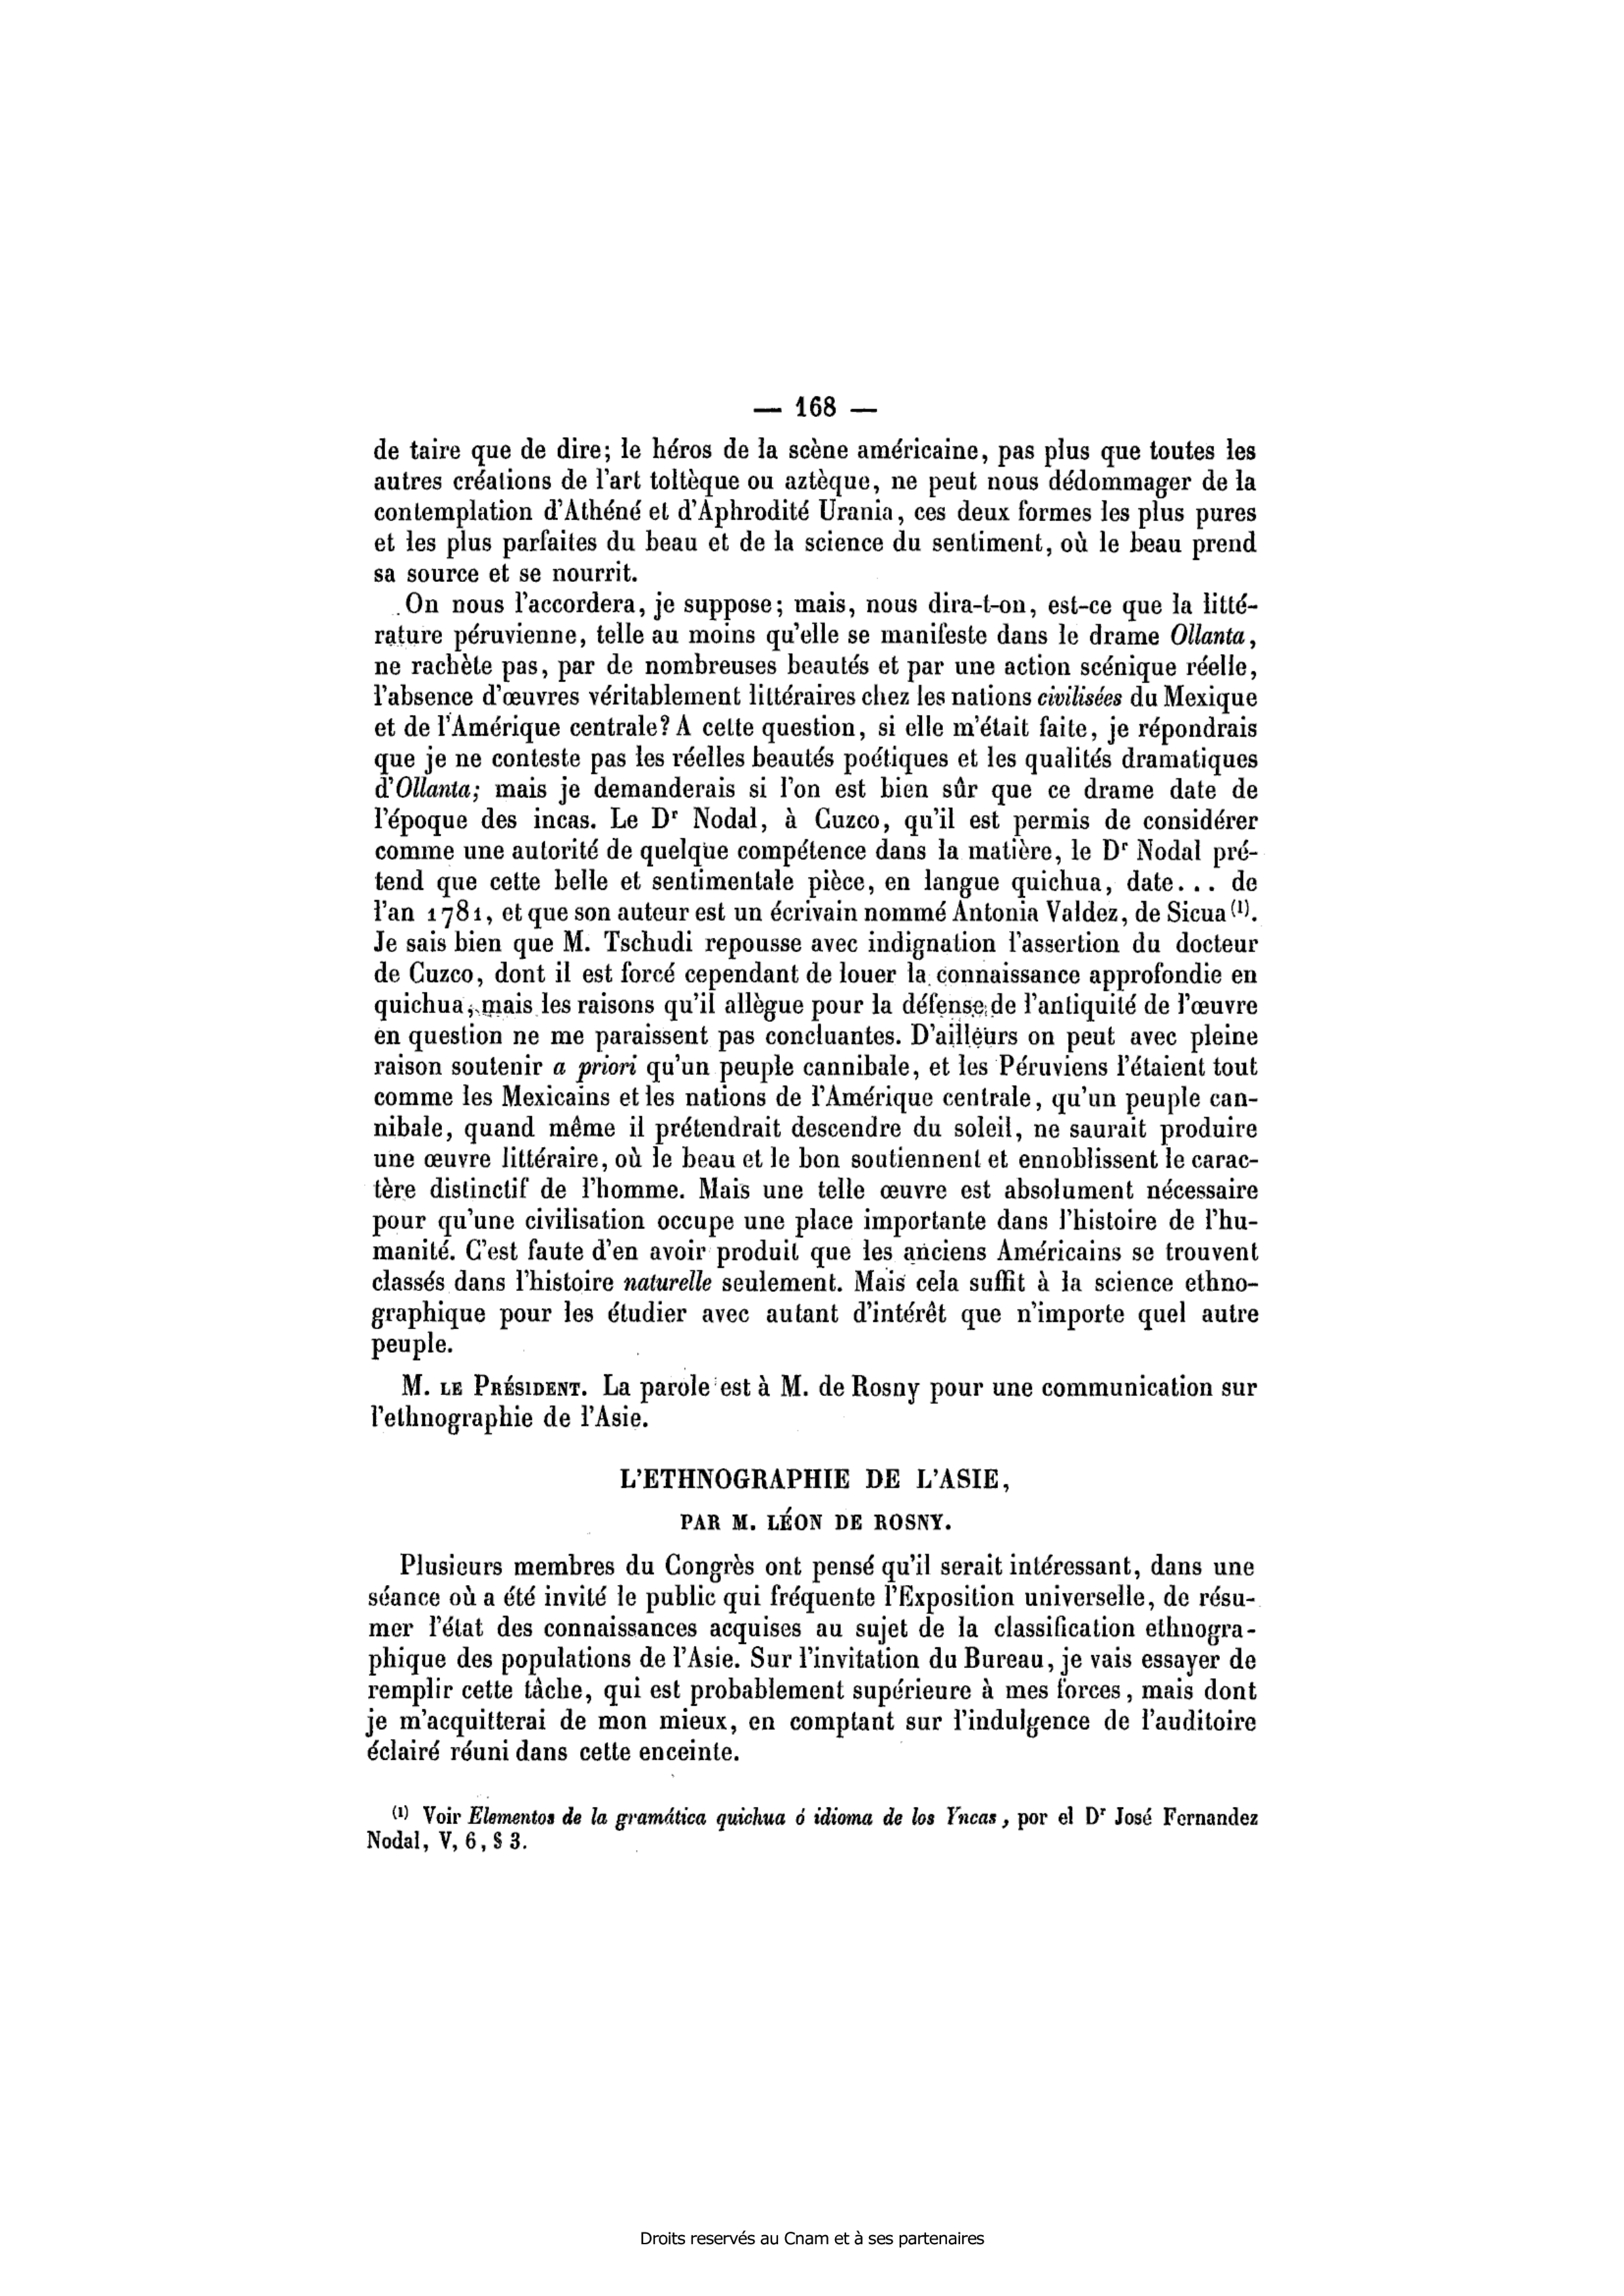 — 168 —
de taire que de dire; le héros de la scène américaine, pas plus que toutes les
autres créations de l'art toltèque ou aztèque, ne peut nous dédommager de la
contemplation d'Athéné et d'Aphrodité Urania, ces deux formes les plus pures
et les plus parfaites du beau et de la science du sentiment, où le beau prend
sa source et se nourrit.
On nous l'accordera, je suppose; mais, nous dira-t-on, est-ce que la litté-
rature péruvienne, telle au moins qu'elle se manifeste dans le drame Ollanta,
ne rachète pas, par de nombreuses beautés et par une action scénique réelle,
l'absence d'œuvres véritablement littéraires chez les nations civilisées du Mexique
et de l'Amérique centrale? A cette question, si elle m'était faite, je répondrais
que je ne conteste pas les réelles beautés poétiques et les qualités dramatiques
d'Ollanta; mais je demanderais si l'on est bien sûr que ce drame date de
l'époque des incas. Le Dr Nodal, à Cuzco, qu'il est permis de considérer
comme une autorité de quelque compétence dans la matière, le Dr Nodal pré-
tend que cette belle et sentimentale pièce, en langue quichua, date... de
l'an 1781, et que son auteur est un écrivain nommé Antonia Valdez, de Sicua (1).
Je sais bien que M. Tschudi repousse avec indignation l'assertion du docteur
de Cuzco, dont il est forcé cependant de louer la connaissance approfondie en
quichua; mais les raisons qu'il allègue pour la défense de l'antiquité de l'œuvre
en question ne me paraissent pas concluantes. D'ailleurs on peut avec pleine
raison soutenir a priori qu'un peuple cannibale, et les Péruviens l'étaient tout
comme les Mexicains et les nations de l'Amérique centrale, qu'un peuple can-
nibale, quand même il prétendrait descendre du soleil, ne saurait produire
une œuvre littéraire, où le beau et le bon soutiennent et ennoblissent le carac-
tère distinctif de l'homme. Mais une telle œuvre est absolument nécessaire
pour qu'une civilisation occupe une place importante dans l'histoire de l'hu-
manité. C'est faute d'en avoir produit que les anciens Américains se trouvent
classés dans l'histoire naturelle seulement. Mais cela suffit à la science ethno-
graphique pour les étudier avec autant d'intérêt que n'importe quel autre
peuple.
M. LE PRÉSIDENT. La parole est à M. de Rosny pour une communication sur
l'ethnographie de l'Asie.
L'ETHNOGRAPHIE DE L'ASIE,
PAR M. LÉON DE ROSNY.
Plusieurs membres du Congrès ont pensé qu'il serait intéressant, dans une
séance où a été invité le public qui fréquente l'Exposition universelle, de résu-
mer l'état des connaissances acquises au sujet de la classification ethnogra-
phique des populations de l'Asie. Sur l'invitation du Bureau, je vais essayer de
remplir cette tâche, qui est probablement supérieure à mes forces, mais dont
je m'acquitterai de mon mieux, en comptant sur l'indulgence de l'auditoire
éclairé réuni dans cette enceinte.
(1) Voir Elementos de la gramática quichua ó idioma de los Yncas, por el Dr José Fernandez
Nodal, V, 6, § 3.
Droits reservés au Cnam et à ses partenaires